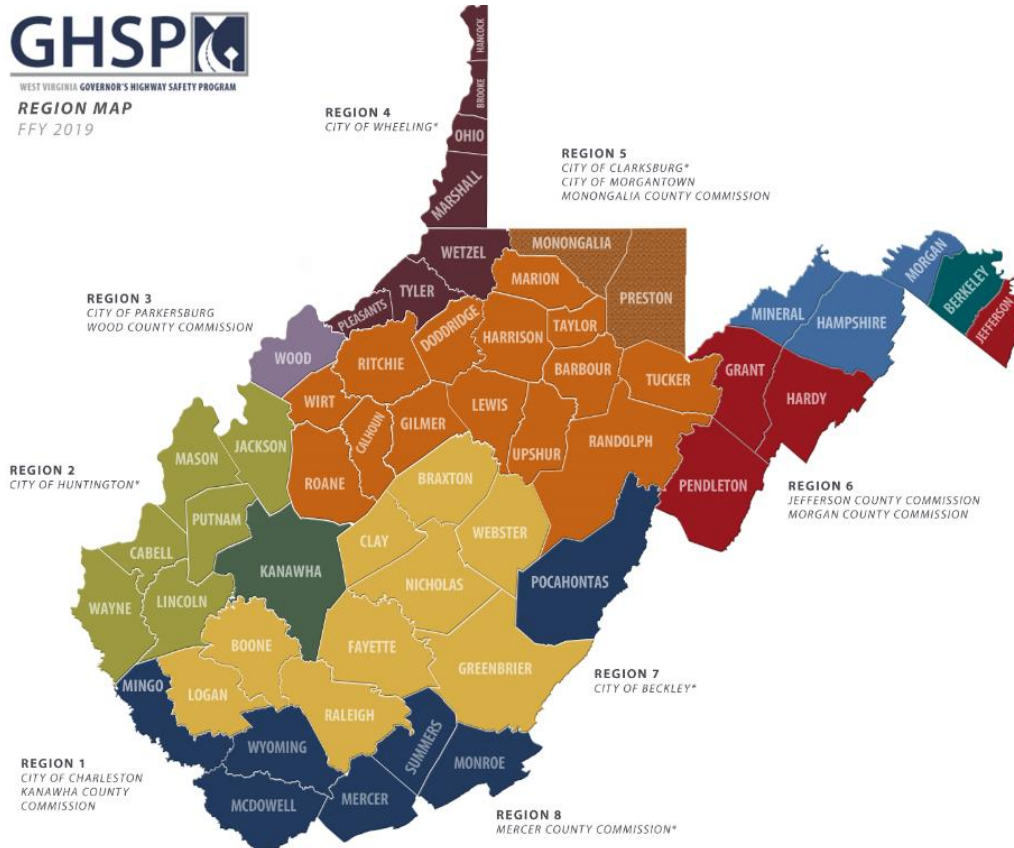 GHSP
WEST VIRGINIA GOVERNOR'S HIGHWAY SAFETY PROGRAM
REGION MAP
FFY 2019
HANCOCK
BROOKE
REGION 4
CITY OF WHEELING*
OHIO
MARSHALL
REGION 5
CITY OF CLARKSBURG*
CITY OF MORGANTOWN
MONONGALIA COUNTY COMMISSION
WETZEL
MONONGALIA
MARION
PRESTON
MORGAN
BERKELEY
JEFFERSON
MINERAL
HAMPSHIRE
REGION 3
CITY OF PARKERSBURG
WOOD COUNTY COMMISSION
PLEASANTS
TYLER
DODDRIDGE
HARRISON
TAYLOR
WOOD
RITCHIE
BARBOUR
TUCKER
GRANT
HARDY
WIRT
CALHOUN
GILMER
LEWIS
UPSHUR
RANDOLPH
JACKSON
MASON
ROANE
BRAXTON
PENDLETON
REGION 2
CITY OF HUNTINGTON*
REGION 6
JEFFERSON COUNTY COMMISSION
MORGAN COUNTY COMMISSION
PUTNAM
CABELL
CLAY
WEBSTER
KANAWHA
NICHOLAS
POCAHONTAS
WAYNE
LINCOLN
BOONE
FAYETTE
GREENBRIER
REGION 7
CITY OF BECKLEY*
MINGO
LOGAN
RALEIGH
SUMMERS
WYOMING
MONROE
REGION 1
CITY OF CHARLESTON
KANAWHA COUNTY
COMMISSION
MCDOWELL
MERCER
REGION 8
MERCER COUNTY COMMISSION*